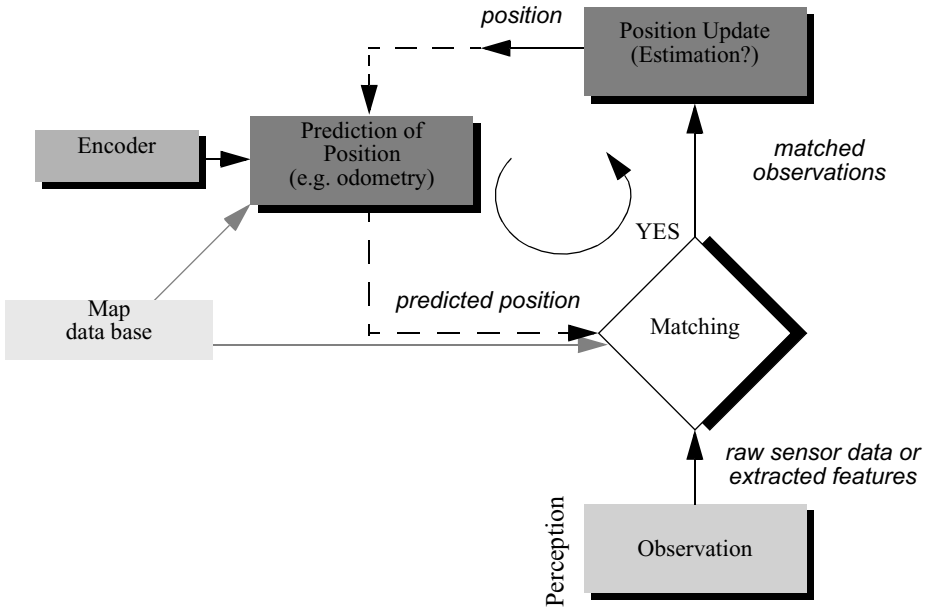 position
Position Update
(Estimation?)
Encoder
Prediction of
Position
(e.g. odometry)
matched
observations
YES
Map
data base
predicted position
Matching
raw sensor data or
extracted features
Perception
Observation